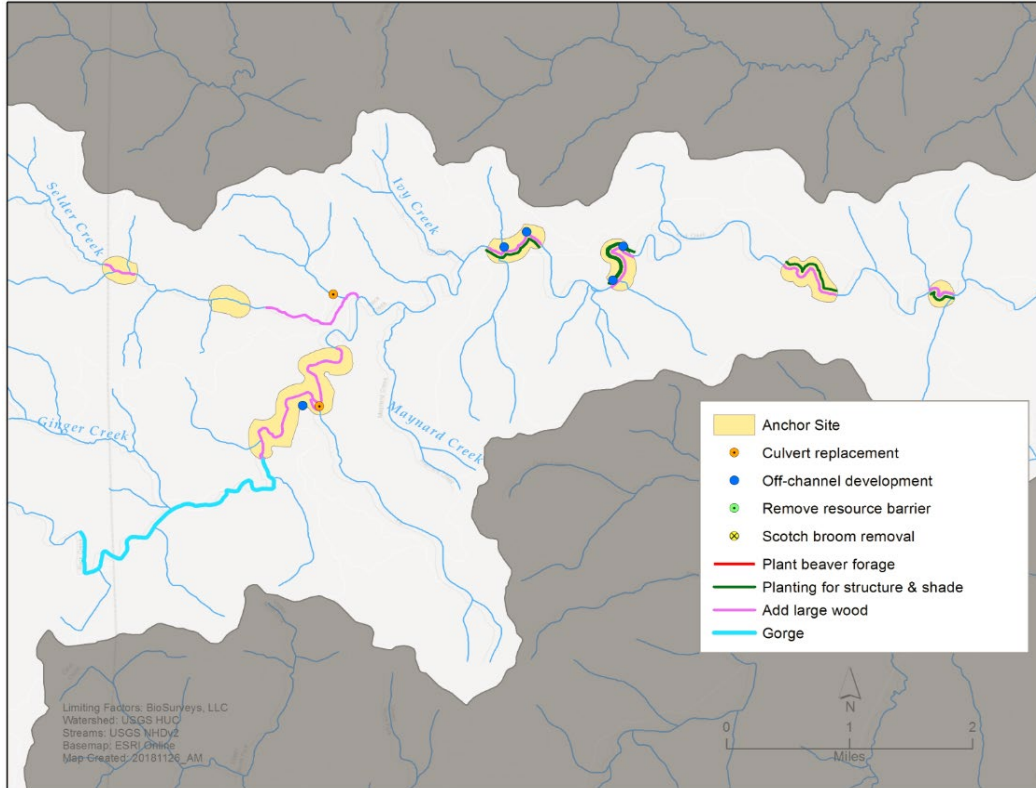 Selder Creek
Ivy Creek
Ginger Creek
Maynard Creek
Anchor Site
Culvert replacement
Off-channel development
Remove resource barrier
Scotch broom removal
Plant beaver forage
Planting for structure & shade
Add large wood
Gorge
N
0 1 2
Miles
Limiting Factors: BioSurveys, LLC
Watershed: USGS HUC
Streams: USGS NHDv2
Basemap: ESRI Online
Map Created: 20181126_AM